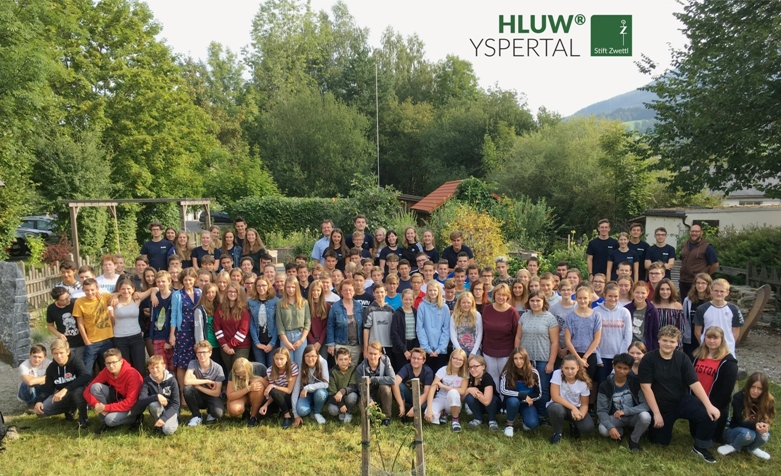 HLUW®
YSPERTAL
Z
Stift Zwettl